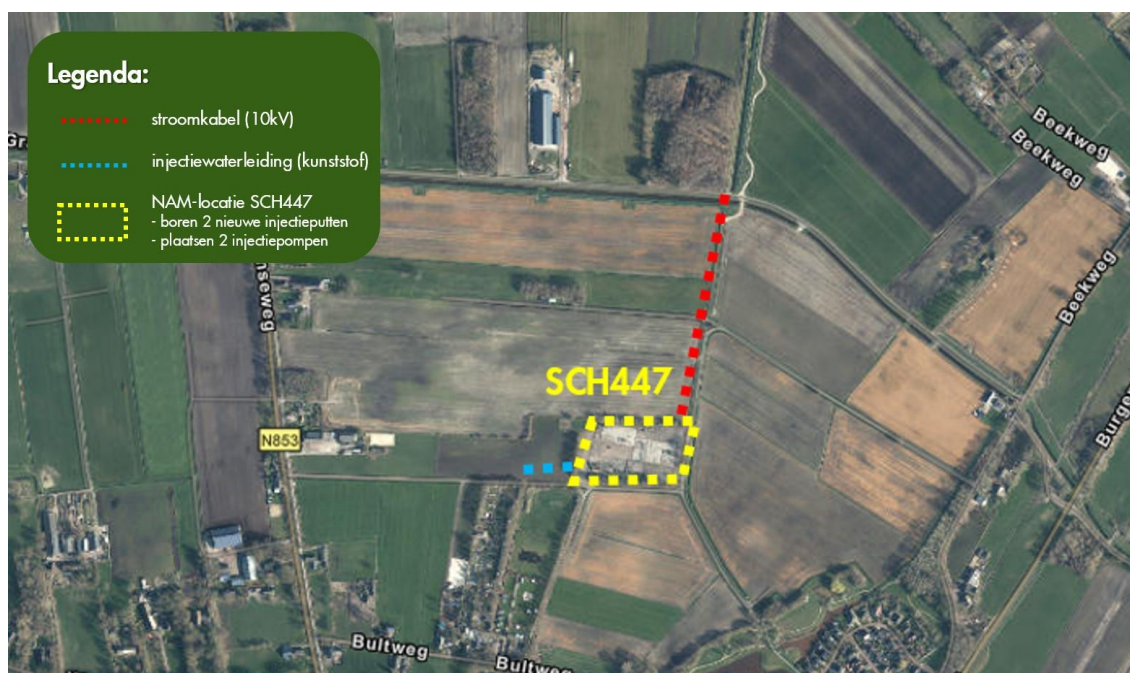 Legenda:
stroomkabel (10kV)
injectiewaterleiding (kunststof)
NAM-locatie SCH447
- boren 2 nieuwe injectieputten
- plaatsen 2 injectiepompen
Beekweg
Beekweg
Beekweg
SCH447
N853
Bultweg
Bultweg